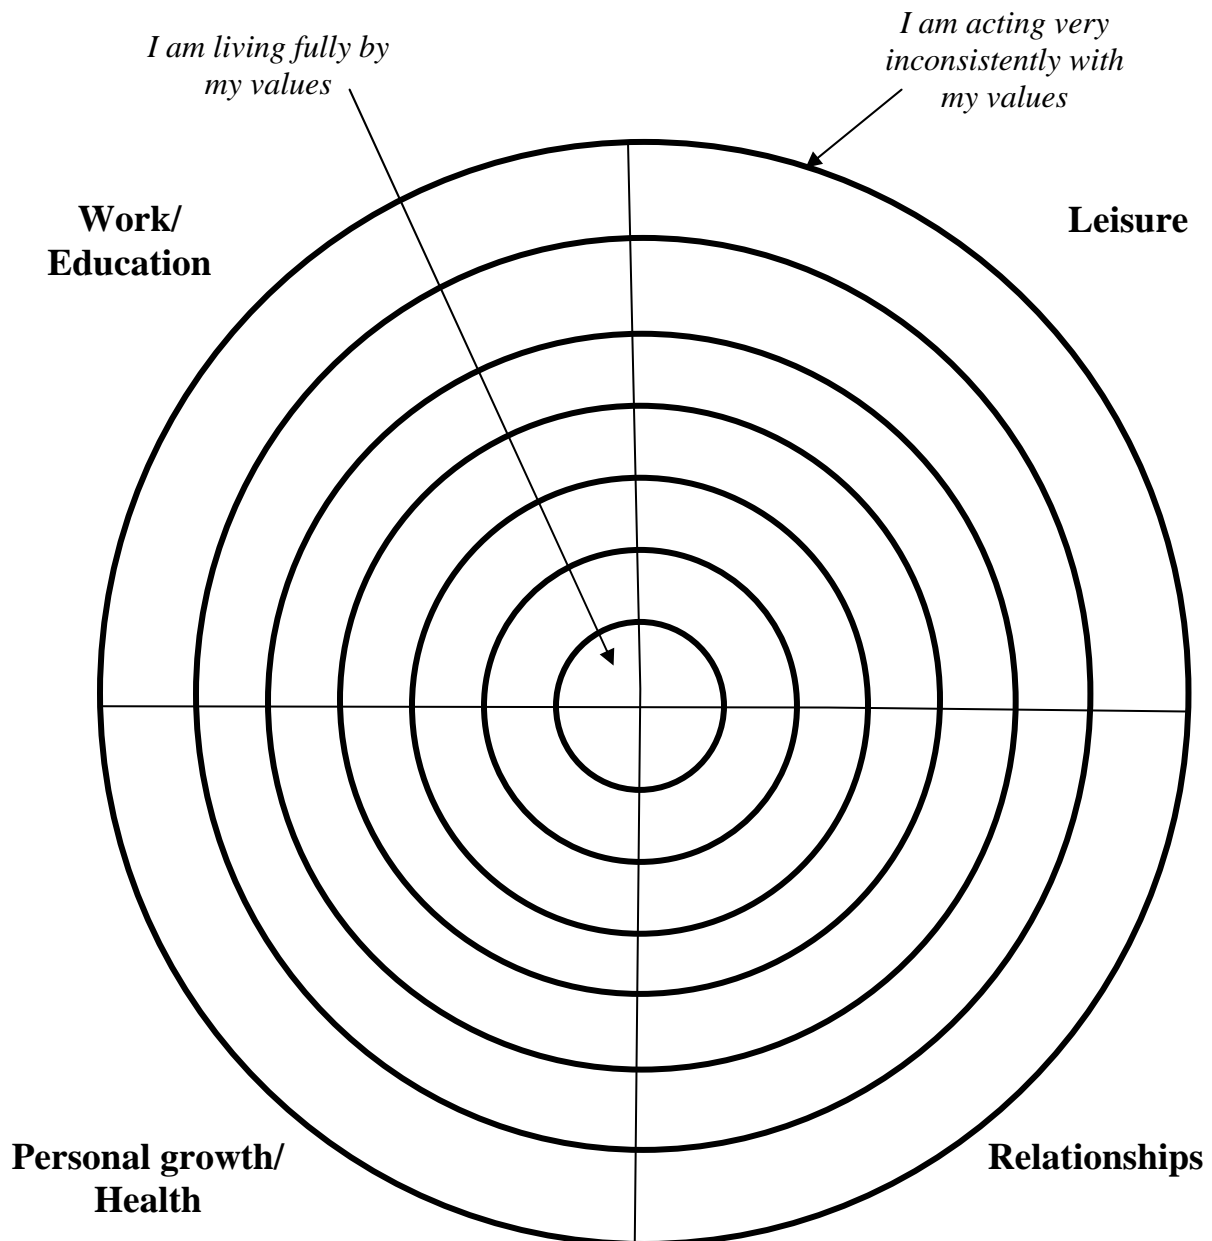 I am living fully by
my values
I am acting very
inconsistently with
my values
Work/
Education
Leisure
Personal growth/
Health
Relationships